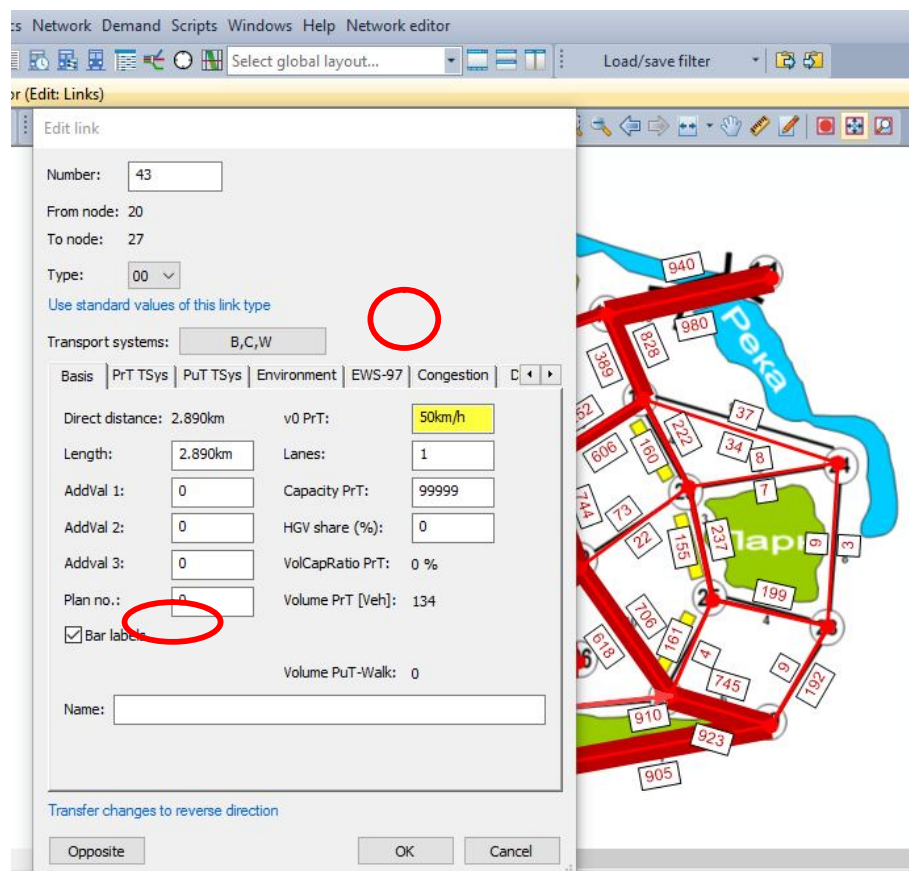 cs Network Demand Scripts Windows Help Network editor
Select global layout... Load/save filter
or (Edit: Links)
Edit link
Number: 43
From node: 20
To node: 27
Type: 00
Use standard values of this link type
Transport systems: B,C,W
Basis PrT TSys PuT TSys Environment EWS-97 Congestion
Direct distance: 2.890km v0 PrT: 50km/h
Length: 2.890km Lanes: 1
AddVal 1: 0 Capacity PrT: 99999
AddVal 2: 0 HGV share (%): 0
Addval 3: 0 VolCapRatio PrT: 0 %
Plan no.: 0 Volume PrT [Veh]: 134
Bar labels
Volume PuT-Walk: 0
Name:
Transfer changes to reverse direction
Opposite OK Cancel
940
980
Река
828
389
37
52
222
34
606
160
8
24
7
744
73
237
Парк
9
3
22
155
199
25
4
706
161
618
4
9
745
192
910
923
905